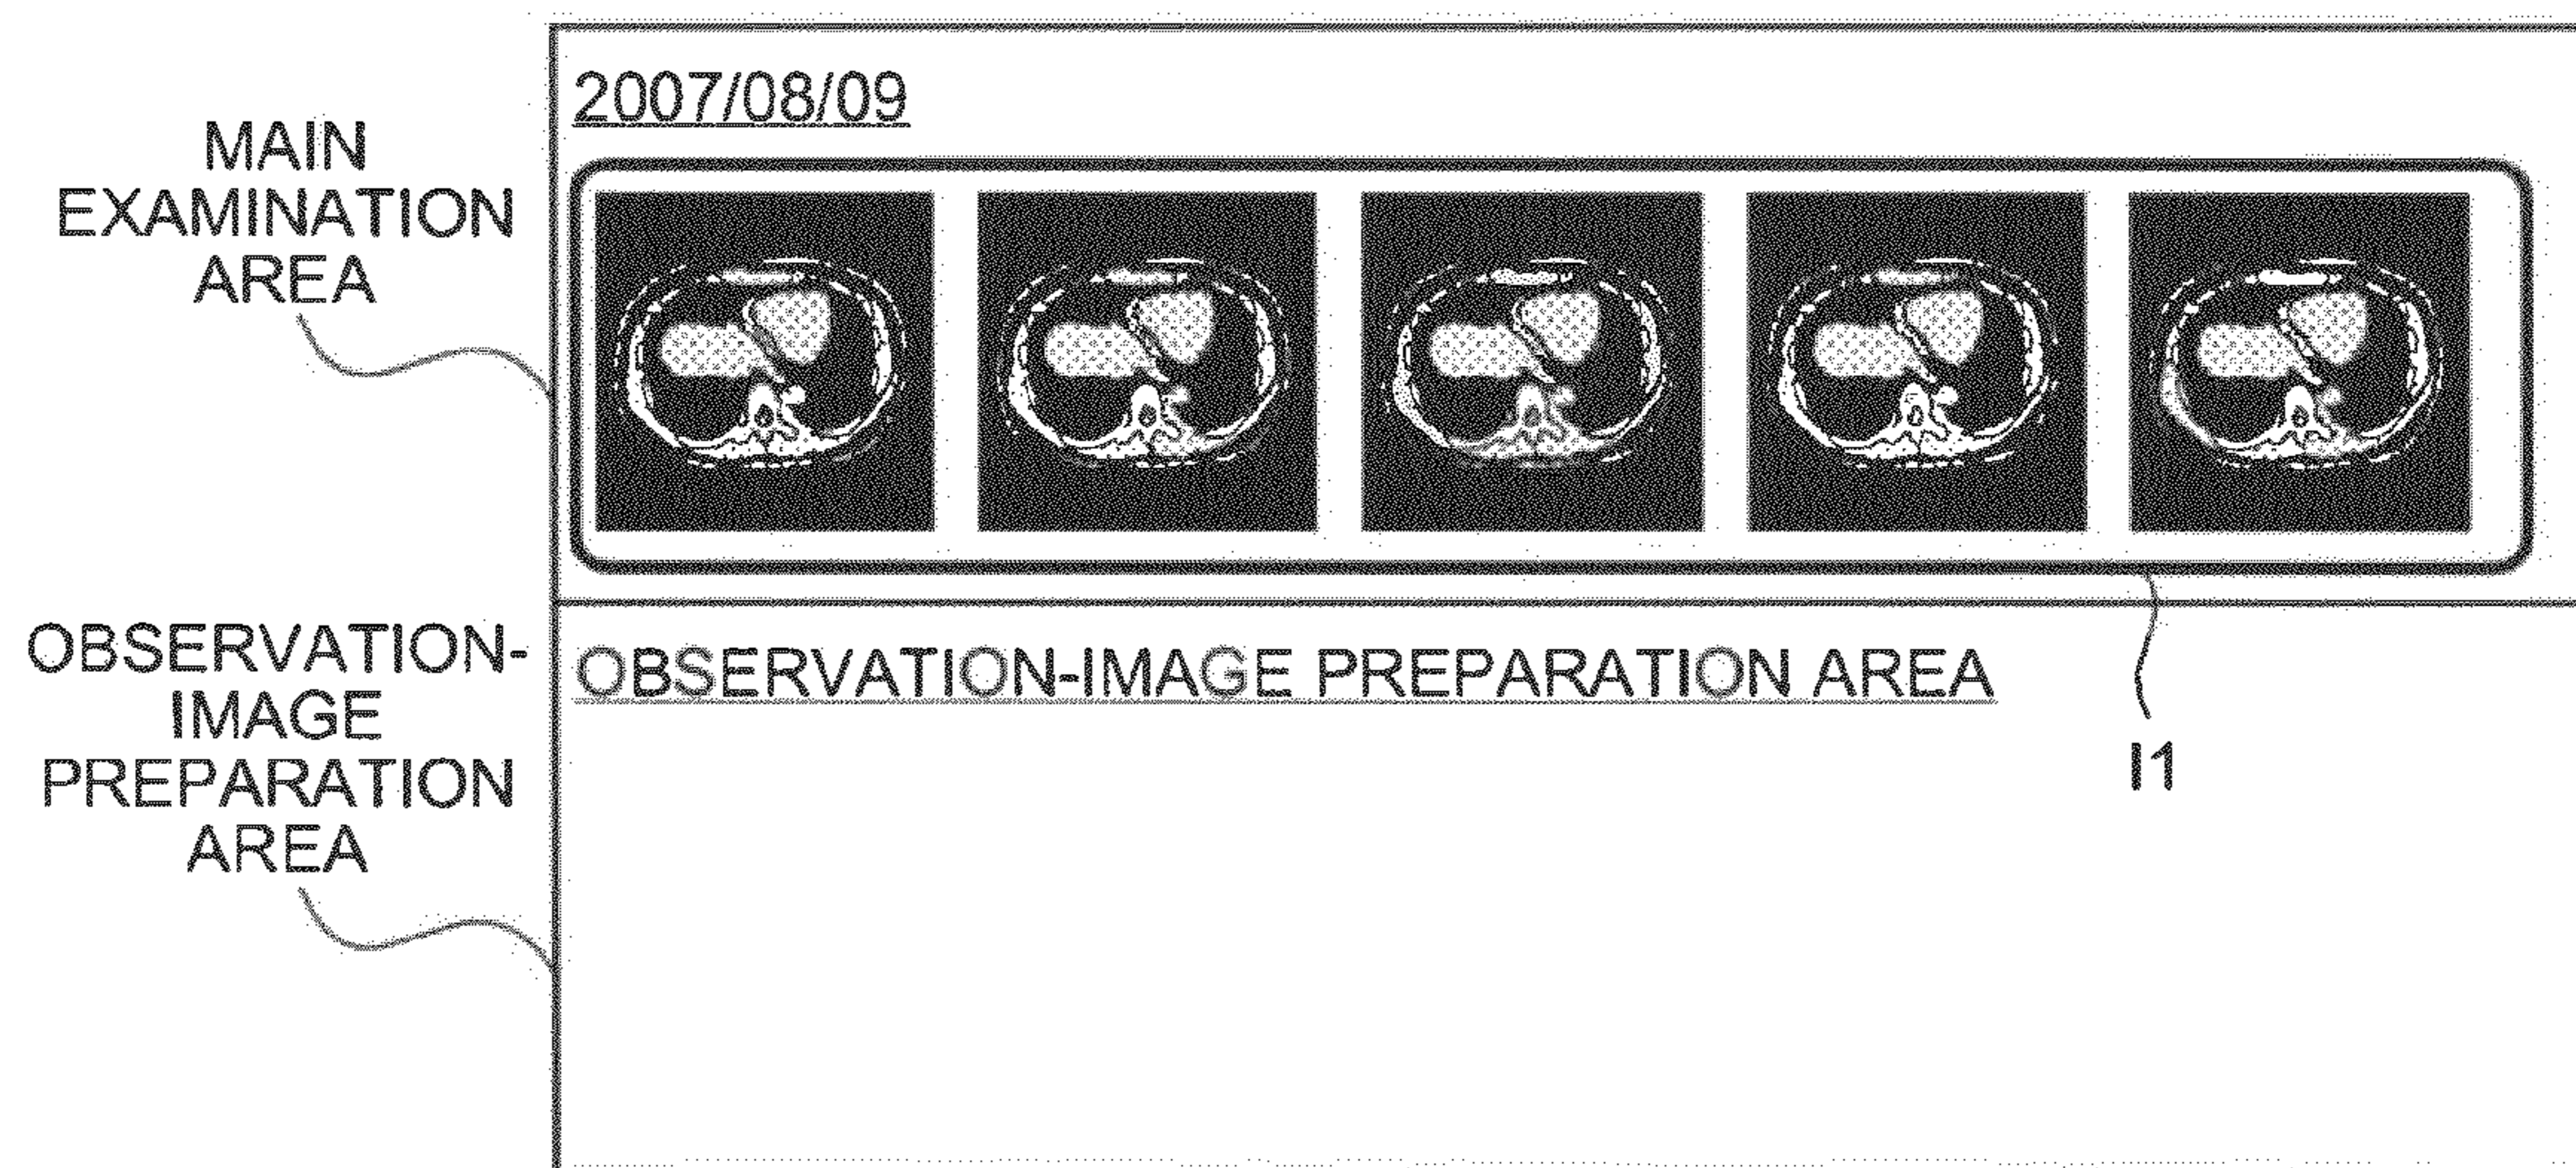 MAIN
EXAMINATION
AREA
2007/08/09
OBSERVATION-
IMAGE
PREPARATION
AREA
OBSERVATION-IMAGE PREPARATION AREA
I1